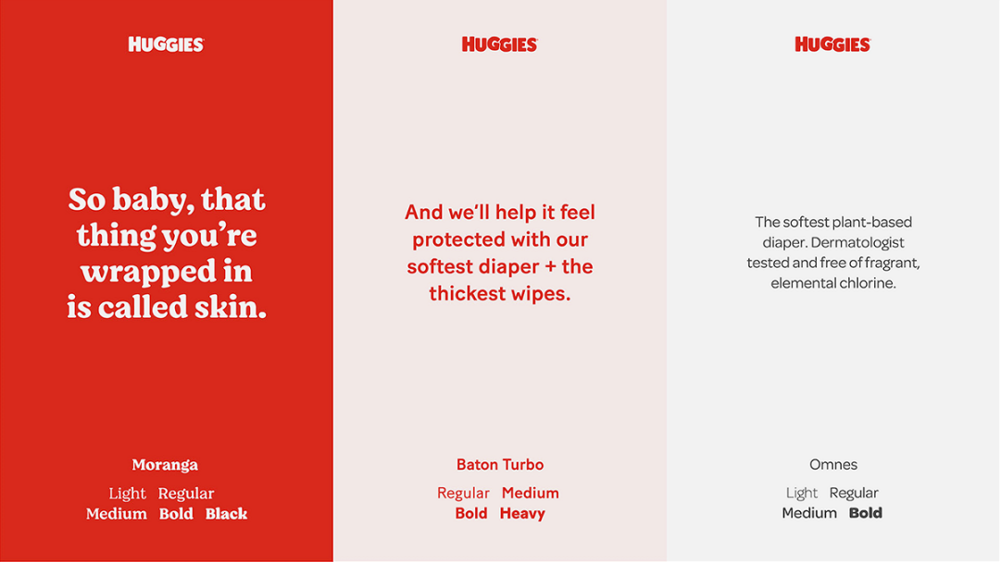 HUGGIES
So baby, that
thing you're
wrapped in
is called skin.
Moranga
Light Regular
Medium Bold Black
HUGGIES
And we'll help it feel
protected with our
softest diaper + the
thickest wipes.
Baton Turbo
Regular Medium
Bold Heavy
HUGGIES
The softest plant-based
diaper. Dermatologist
tested and free of fragrant,
elemental chlorine.
Omnes
Light Regular
Medium Bold